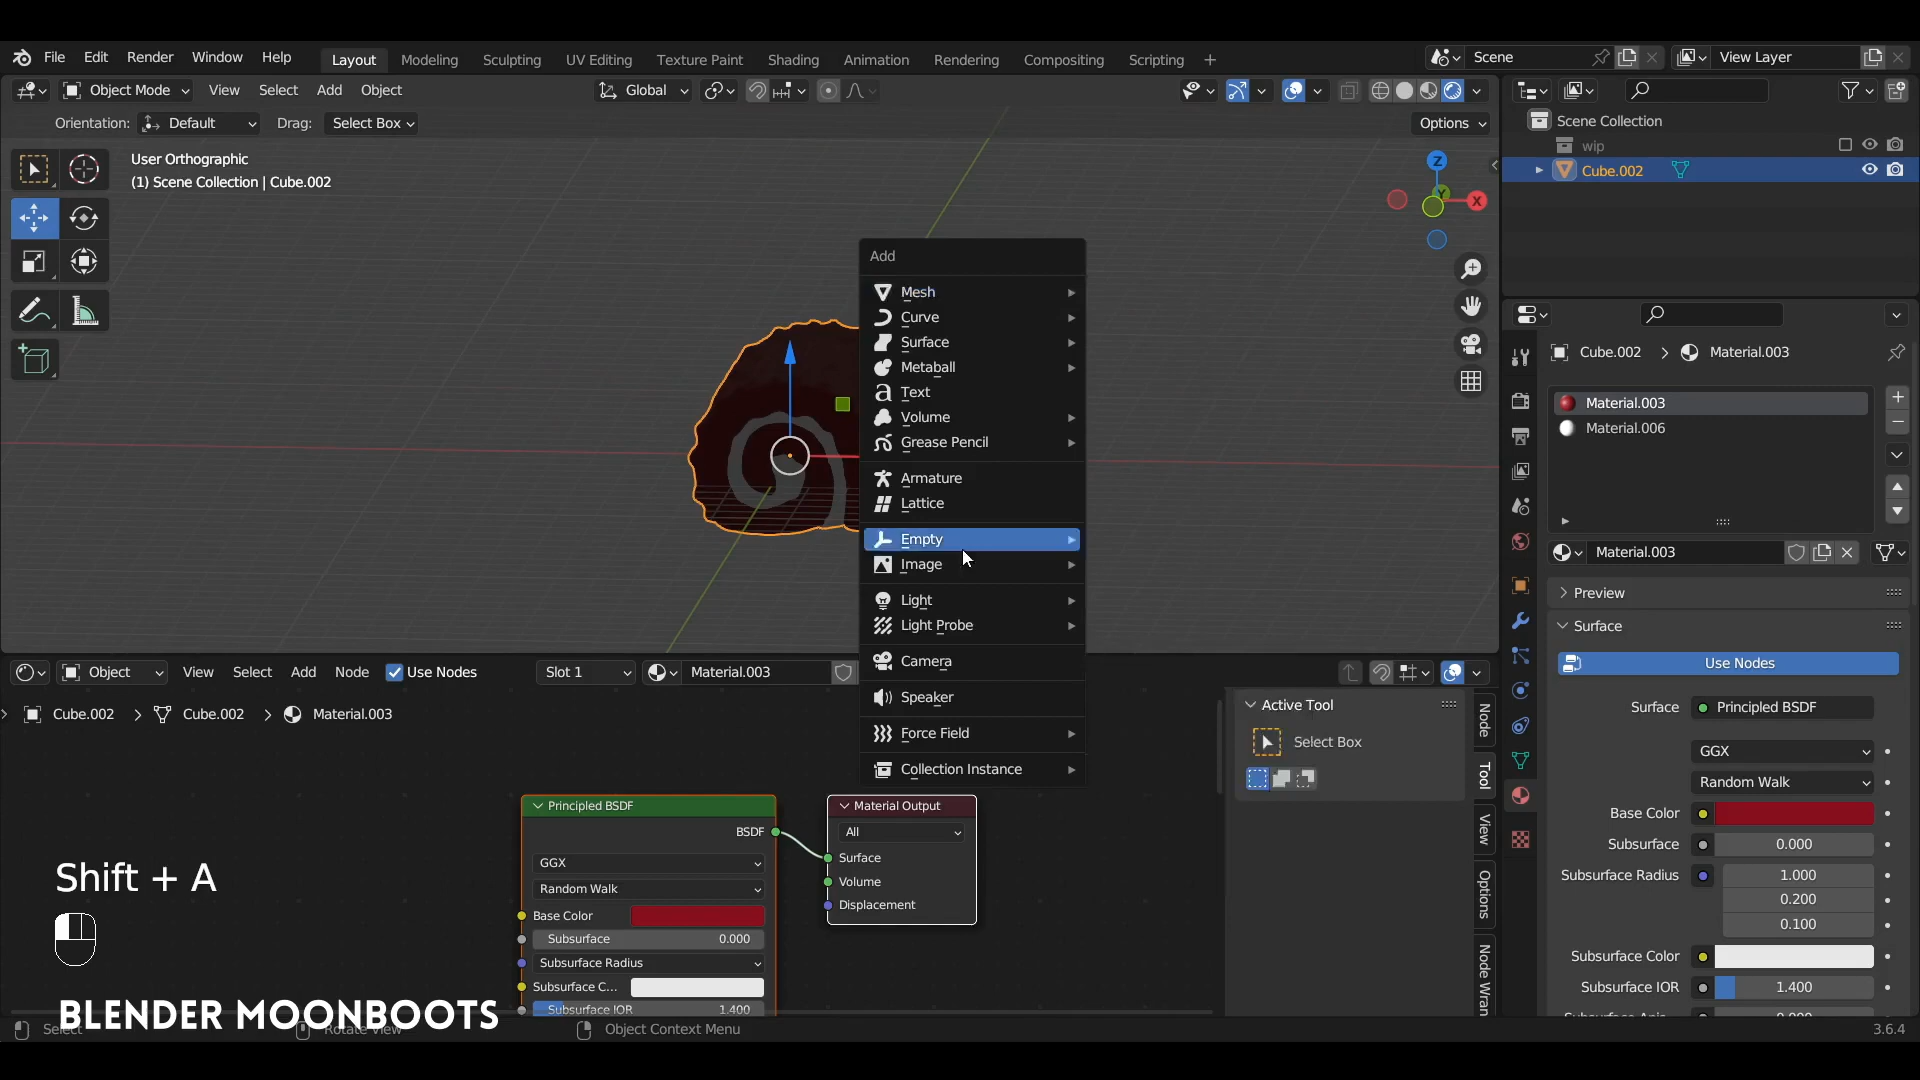 File Edit Render Window Help Layout Modeling Sculpting UV Editing Texture Paint Shading Animation Rendering Compositing Scripting + Scene View Layer
Object Mode View Select Add Object Global
Orientation: Default Drag: Select Box Options
User Orthographic
(1) Scene Collection | Cube.002
Z
Y
X
Add
Mesh
Curve
Surface
Metaball
Text
Volume
Grease Pencil
Armature
Lattice
Empty
Image
Light
Light Probe
Camera
Speaker
Force Field
Collection Instance
Scene Collection
wip
Cube.002
Cube.002 > Material.003
Material.003
Material.006
Material.003
Preview
Surface
Use Nodes
Surface Principled BSDF
GGX
Random Walk
Base Color
Subsurface 0.000
Subsurface Radius 1.000
0.200
0.100
Subsurface Color
Subsurface IOR 1.400
Object View Select Add Node Use Nodes Slot 1 Material.003
Cube.002 > Cube.002 > Material.003
Active Tool
Select Box
Node
Tool
View
Options
Node Wran
Principled BSDF
BSDF
GGX
Random Walk
Base Color
Subsurface 0.000
Subsurface Radius
Subsurface C...
Subsurface IOR 1.400
Material Output
All
Surface
Volume
Displacement
Shift + A
BLENDER MOONBOOTS
Select Rotate View Object Context Menu 3.6.4